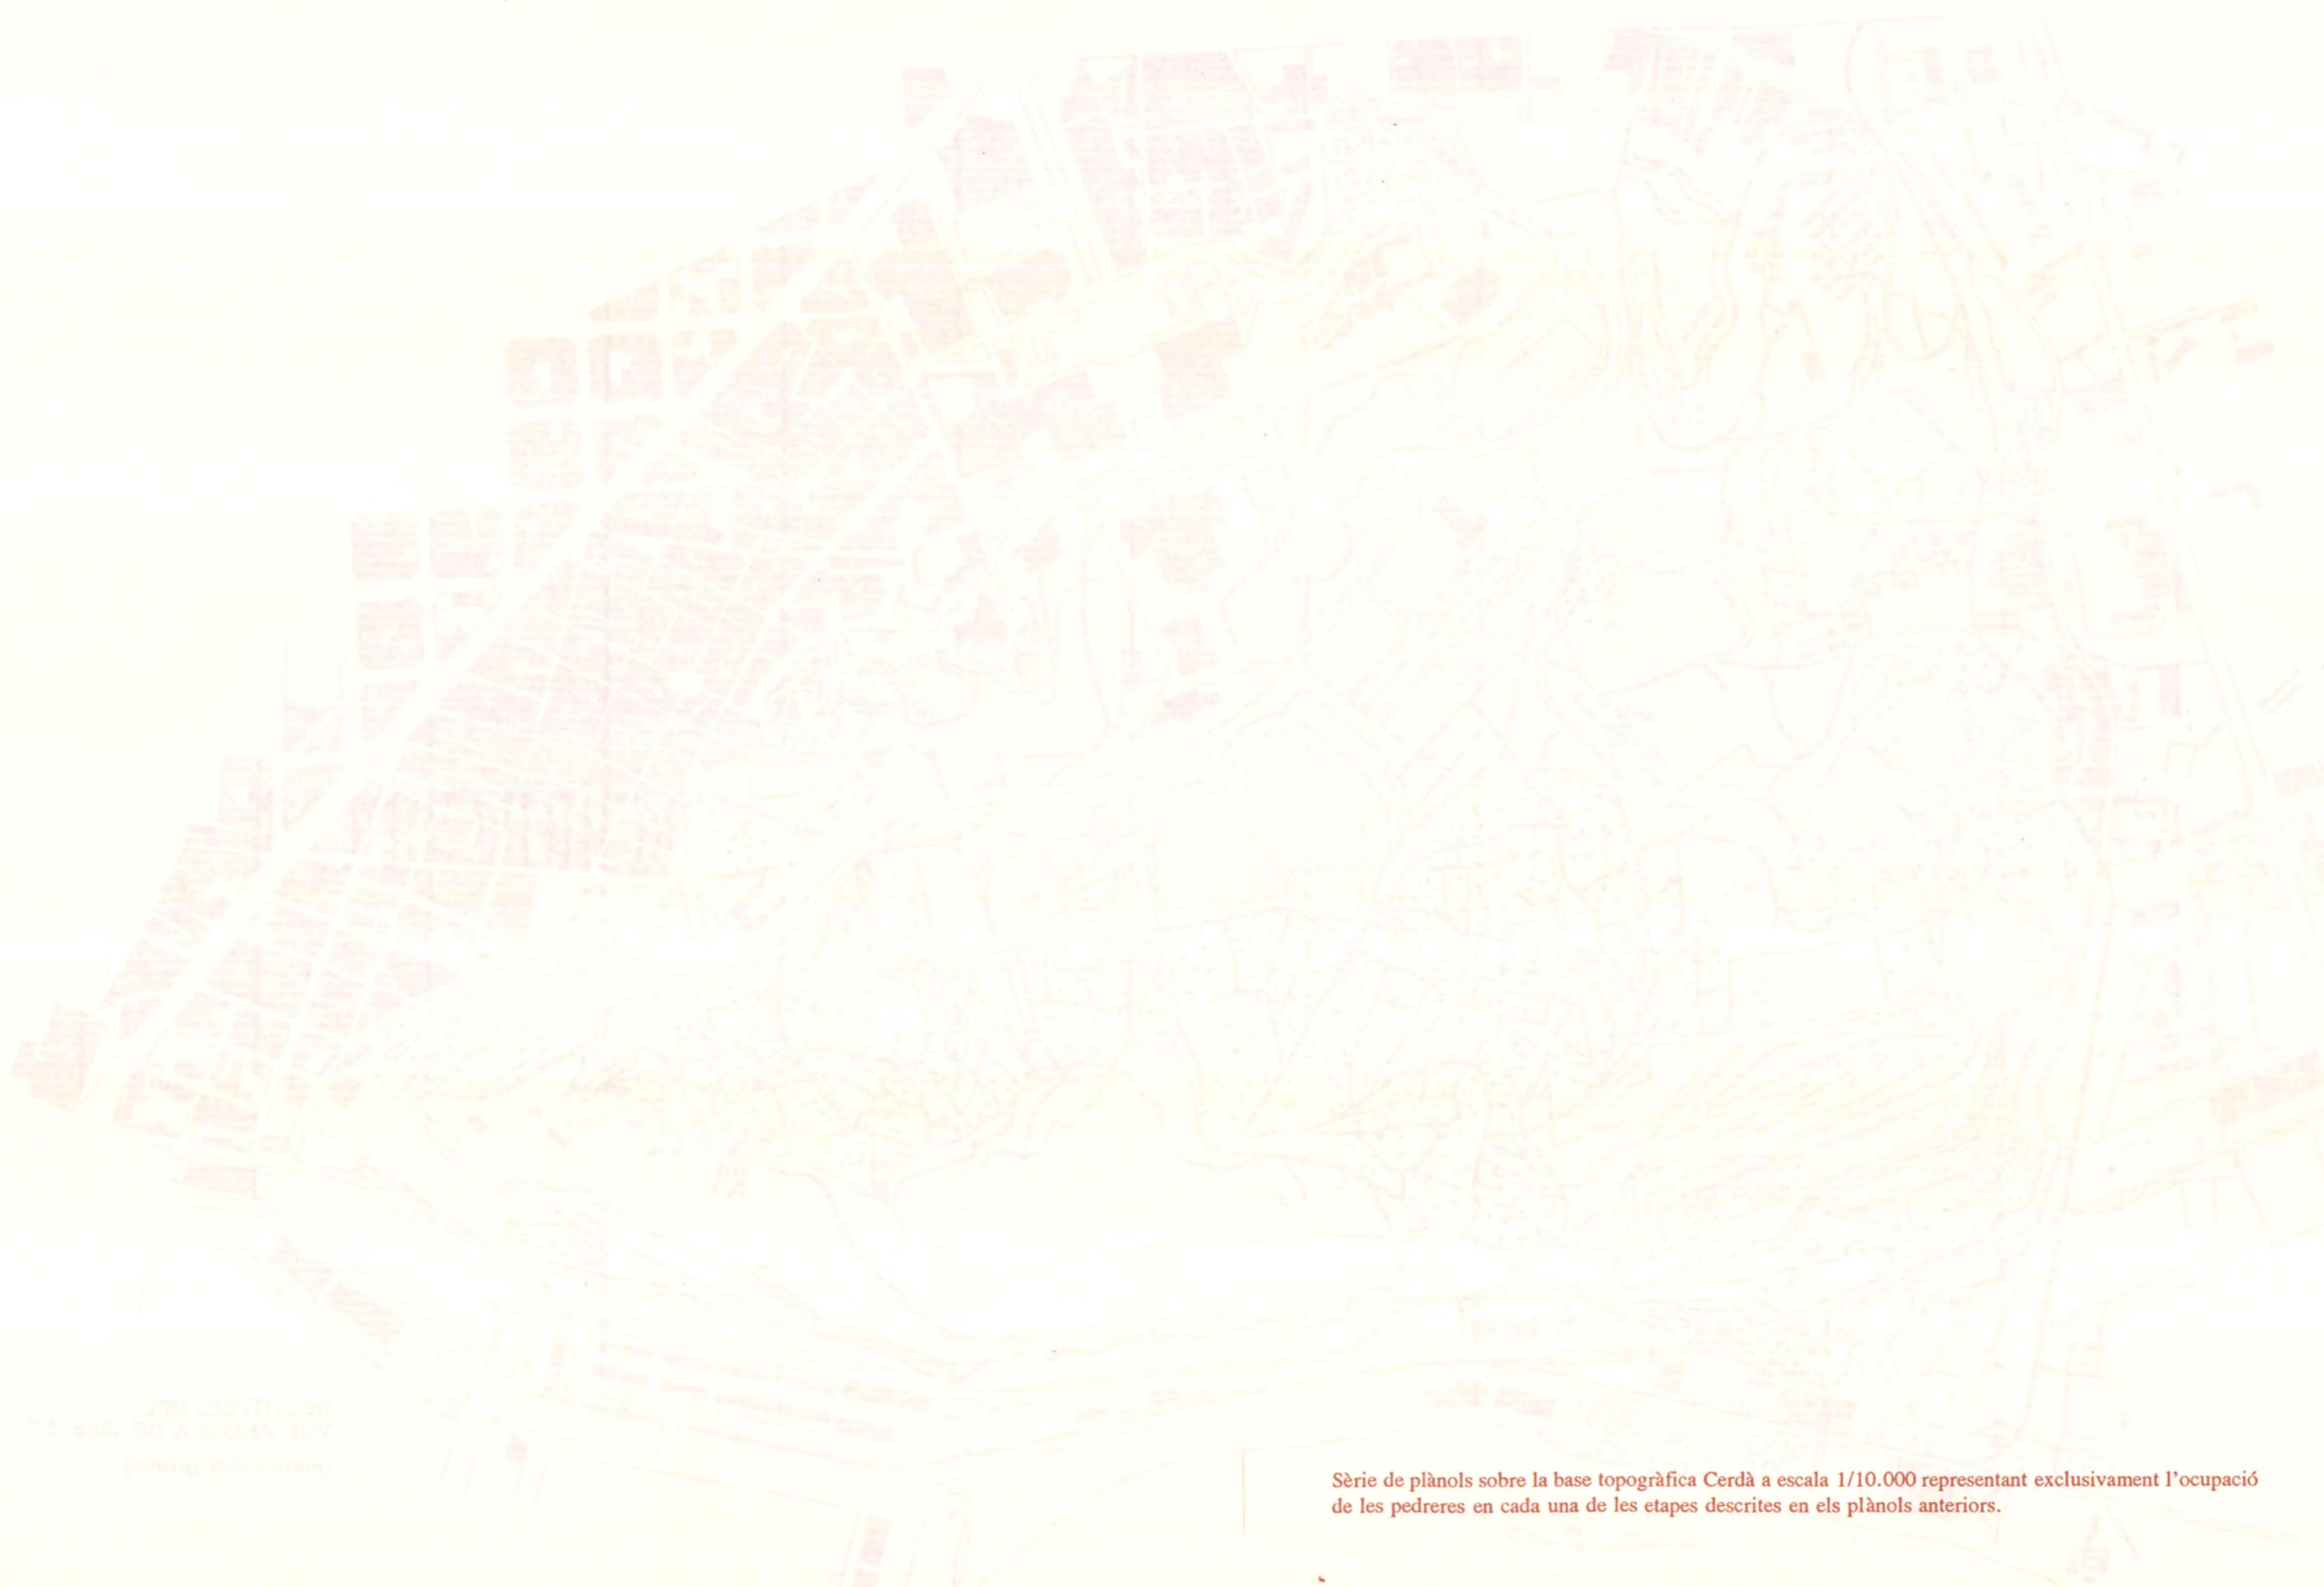 Sèrie de plànols sobre la base topogràfica Cerdà a escala 1/10.000 representant exclusivament l'ocupació
de les pedreres en cada una de les etapes descrites en els plànols anteriors.